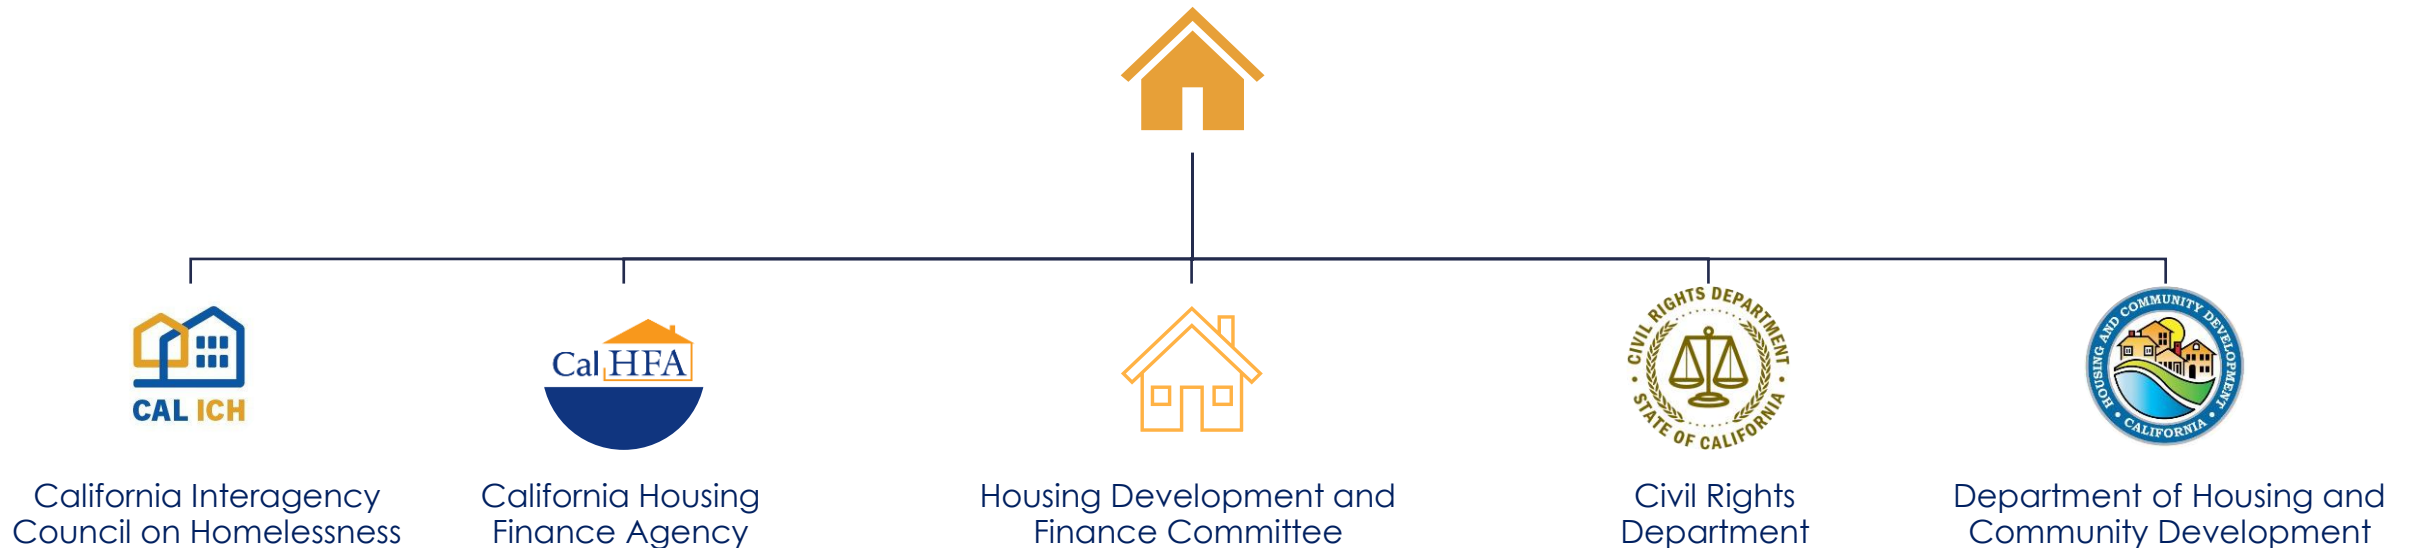 CAL ICH
Cal HFA
CIVIL RIGHTS DEPARTMENT
• STATE OF CALIFORNIA •
HOUSING AND COMMUNITY DEVELOPMENT
• CALIFORNIA •
California Interagency
Council on Homelessness
California Housing
Finance Agency
Housing Development and
Finance Committee
Civil Rights
Department
Department of Housing and
Community Development